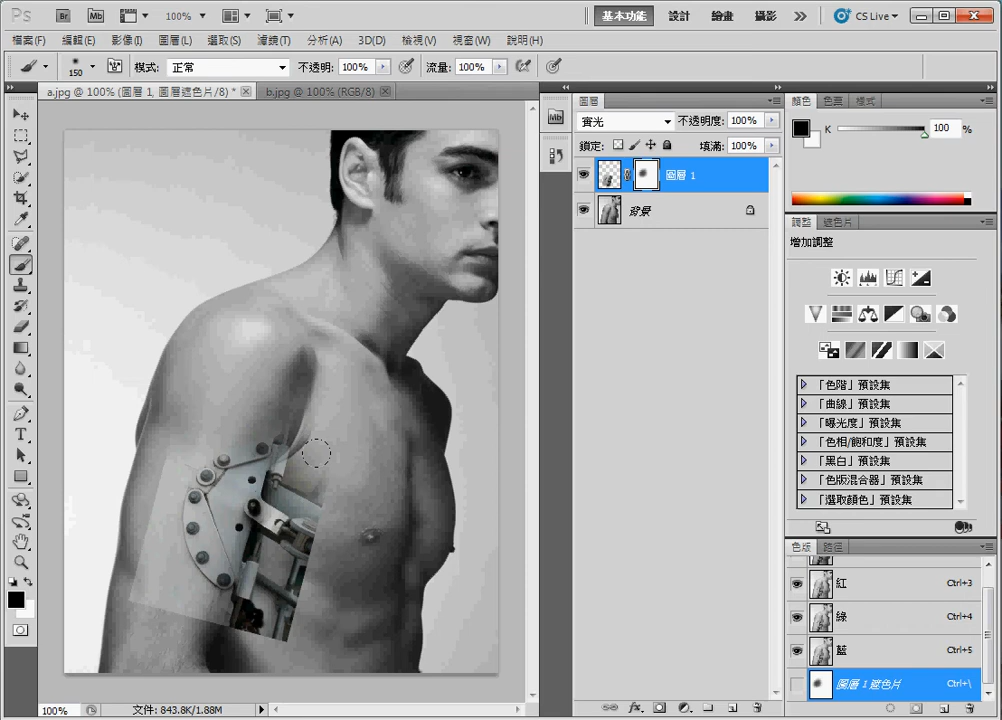 Ps Br Mb 100% 基本功能 設計 繪畫 攝影 CS Live
檔案(F) 編輯(E) 影像(I) 圖層(L) 選取(S) 濾鏡(T) 分析(A) 3D(D) 檢視(V) 視窗(W) 說明(H)
150 模式: 正常 不透明: 100% 流量: 100%
a.jpg @ 100% (圖層 1, 圖層遮色片/8) * b.jpg @ 100% (RGB/8)
Mb
圖層
實光 不透明度: 100%
鎖定: 填滿: 100%
圖層 1
背景
顏色 色票 樣式
K 100 %
調整 遮色片
增加調整
「色階」預設集
「曲線」預設集
「曝光度」預設集
「色相/飽和度」預設集
「黑白」預設集
「色版混合器」預設集
「選取顏色」預設集
色版 路徑
紅 Ctrl+3
綠 Ctrl+4
藍 Ctrl+5
圖層 1 遮色片 Ctrl+\
100% 文件: 843.8K/1.88M